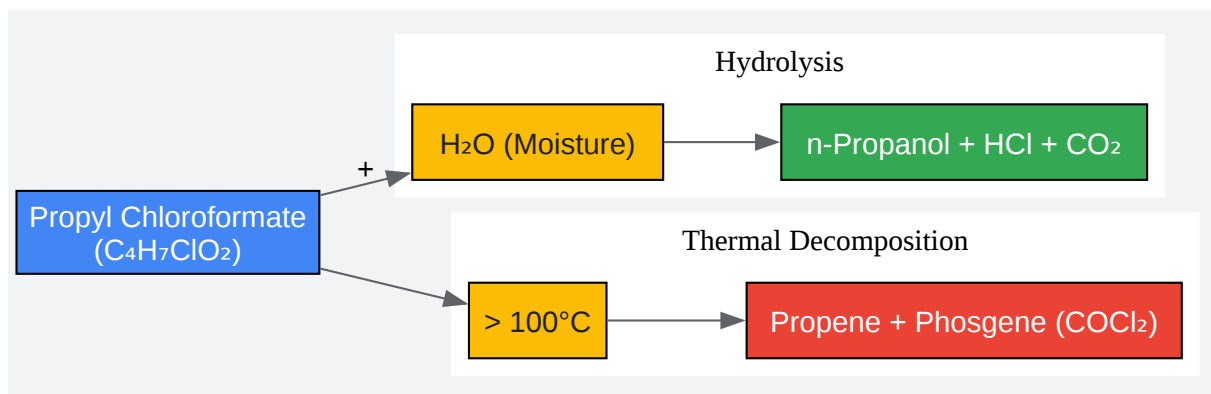 Hydrolysis
H₂O (Moisture)
n-Propanol + HCl + CO₂
+
Propyl Chloroformate
(C₄H₇ClO₂)
Thermal Decomposition
> 100°C
Propene + Phosgene (COCl₂)